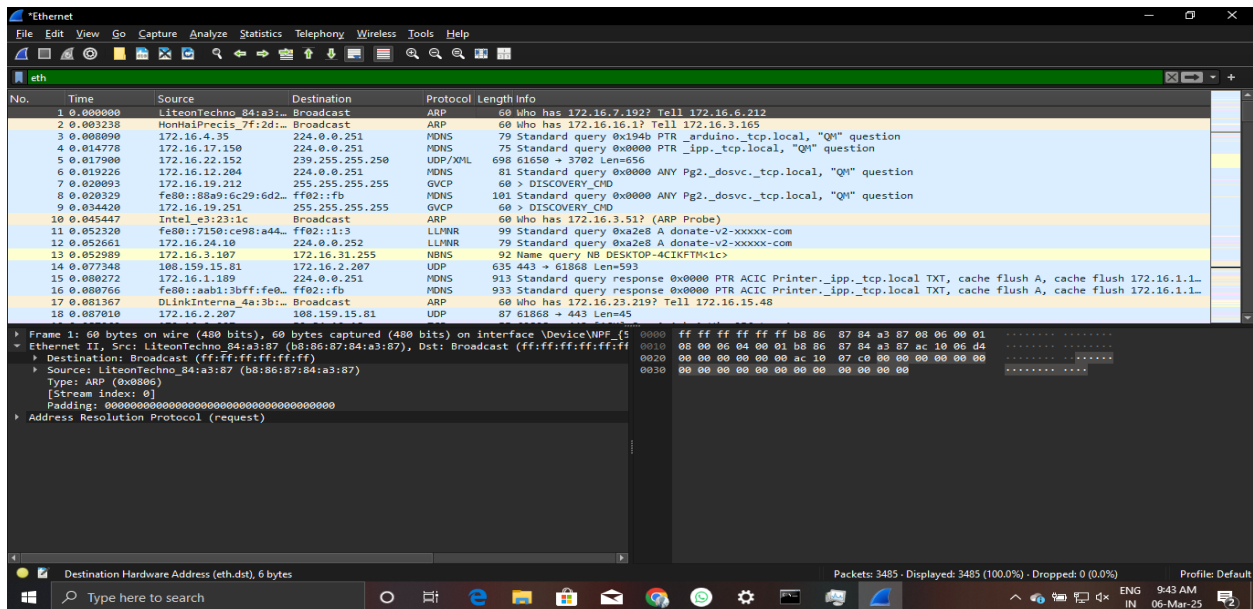 *Ethernet
File Edit View Go Capture Analyze Statistics Telephony Wireless Tools Help
eth
No. Time Source Destination Protocol Length Info
1 0.000000 LiteonTechno_84:a3:… Broadcast ARP 60 Who has 172.16.7.192? Tell 172.16.6.212
2 0.003238 HonHaiPrecis_7f:2d:… Broadcast ARP 60 Who has 172.16.16.1? Tell 172.16.3.165
3 0.008090 172.16.4.35 224.0.0.251 MDNS 79 Standard query 0x194b PTR _arduino._tcp.local, "QM" question
4 0.014778 172.16.17.150 224.0.0.251 MDNS 75 Standard query 0x0000 PTR _ipp._tcp.local, "QM" question
5 0.017900 172.16.22.152 239.255.255.250 UDP/XML 698 61650 → 3702 Len=656
6 0.019226 172.16.12.204 224.0.0.251 MDNS 81 Standard query 0x0000 ANY Pg2._dosvc._tcp.local, "QM" question
7 0.020093 172.16.19.212 255.255.255.255 GVCP 60 > DISCOVERY_CMD
8 0.020329 fe80::88a9:6c29:6d2… ff02::fb MDNS 101 Standard query 0x0000 ANY Pg2._dosvc._tcp.local, "QM" question
9 0.034420 172.16.19.251 255.255.255.255 GVCP 60 > DISCOVERY_CMD
10 0.045447 Intel_e3:23:1c Broadcast ARP 60 Who has 172.16.3.51? (ARP Probe)
11 0.052320 fe80::7150:ce98:a44… ff02::1:3 LLMNR 99 Standard query 0xa2e8 A donate-v2-xxxxx-com
12 0.052661 172.16.24.10 224.0.0.252 LLMNR 79 Standard query 0xa2e8 A donate-v2-xxxxx-com
13 0.052989 172.16.3.107 172.16.31.255 NBNS 92 Name query NB DESKTOP-4CIKFTM<1c>
14 0.077348 108.159.15.81 172.16.2.207 UDP 635 443 → 61868 Len=593
15 0.080272 172.16.1.189 224.0.0.251 MDNS 913 Standard query response 0x0000 PTR ACIC Printer._ipp._tcp.local TXT, cache flush A, cache flush 172.16.1.1…
16 0.080766 fe80::aab1:3bff:fe0… ff02::fb MDNS 933 Standard query response 0x0000 PTR ACIC Printer._ipp._tcp.local TXT, cache flush A, cache flush 172.16.1.1…
17 0.081367 DLinkInterna_4a:3b:… Broadcast ARP 60 Who has 172.16.23.219? Tell 172.16.15.48
18 0.087010 172.16.2.207 108.159.15.81 UDP 87 61868 → 443 Len=45
Frame 1: 60 bytes on wire (480 bits), 60 bytes captured (480 bits) on interface \Device\NPF_{5
Ethernet II, Src: LiteonTechno_84:a3:87 (b8:86:87:84:a3:87), Dst: Broadcast (ff:ff:ff:ff:ff:ff
Destination: Broadcast (ff:ff:ff:ff:ff:ff)
Source: LiteonTechno_84:a3:87 (b8:86:87:84:a3:87)
Type: ARP (0x0806)
[Stream index: 0]
Padding: 000000000000000000000000000000000000
Address Resolution Protocol (request)
0000 ff ff ff ff ff ff b8 86 87 84 a3 87 08 06 00 01 ········ ········
0010 08 00 06 04 00 01 b8 86 87 84 a3 87 ac 10 06 d4 ········ ········
0020 00 00 00 00 00 00 ac 10 07 c0 00 00 00 00 00 00 ········ ········
0030 00 00 00 00 00 00 00 00 00 00 00 00 ········ ····
Destination Hardware Address (eth.dst), 6 bytes
Packets: 3485 · Displayed: 3485 (100.0%) · Dropped: 0 (0.0%)
Profile: Default
Type here to search
ENG
IN
9:43 AM
06-Mar-25
2